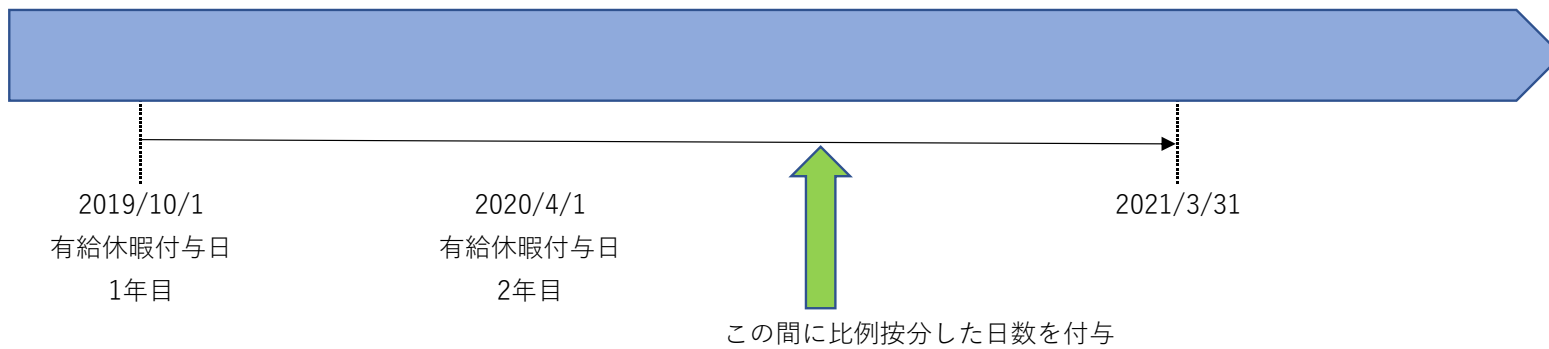 2019/10/1
有給休暇付与日
1年目
2020/4/1
有給休暇付与日
2年目
2021/3/31
この間に比例按分した日数を付与